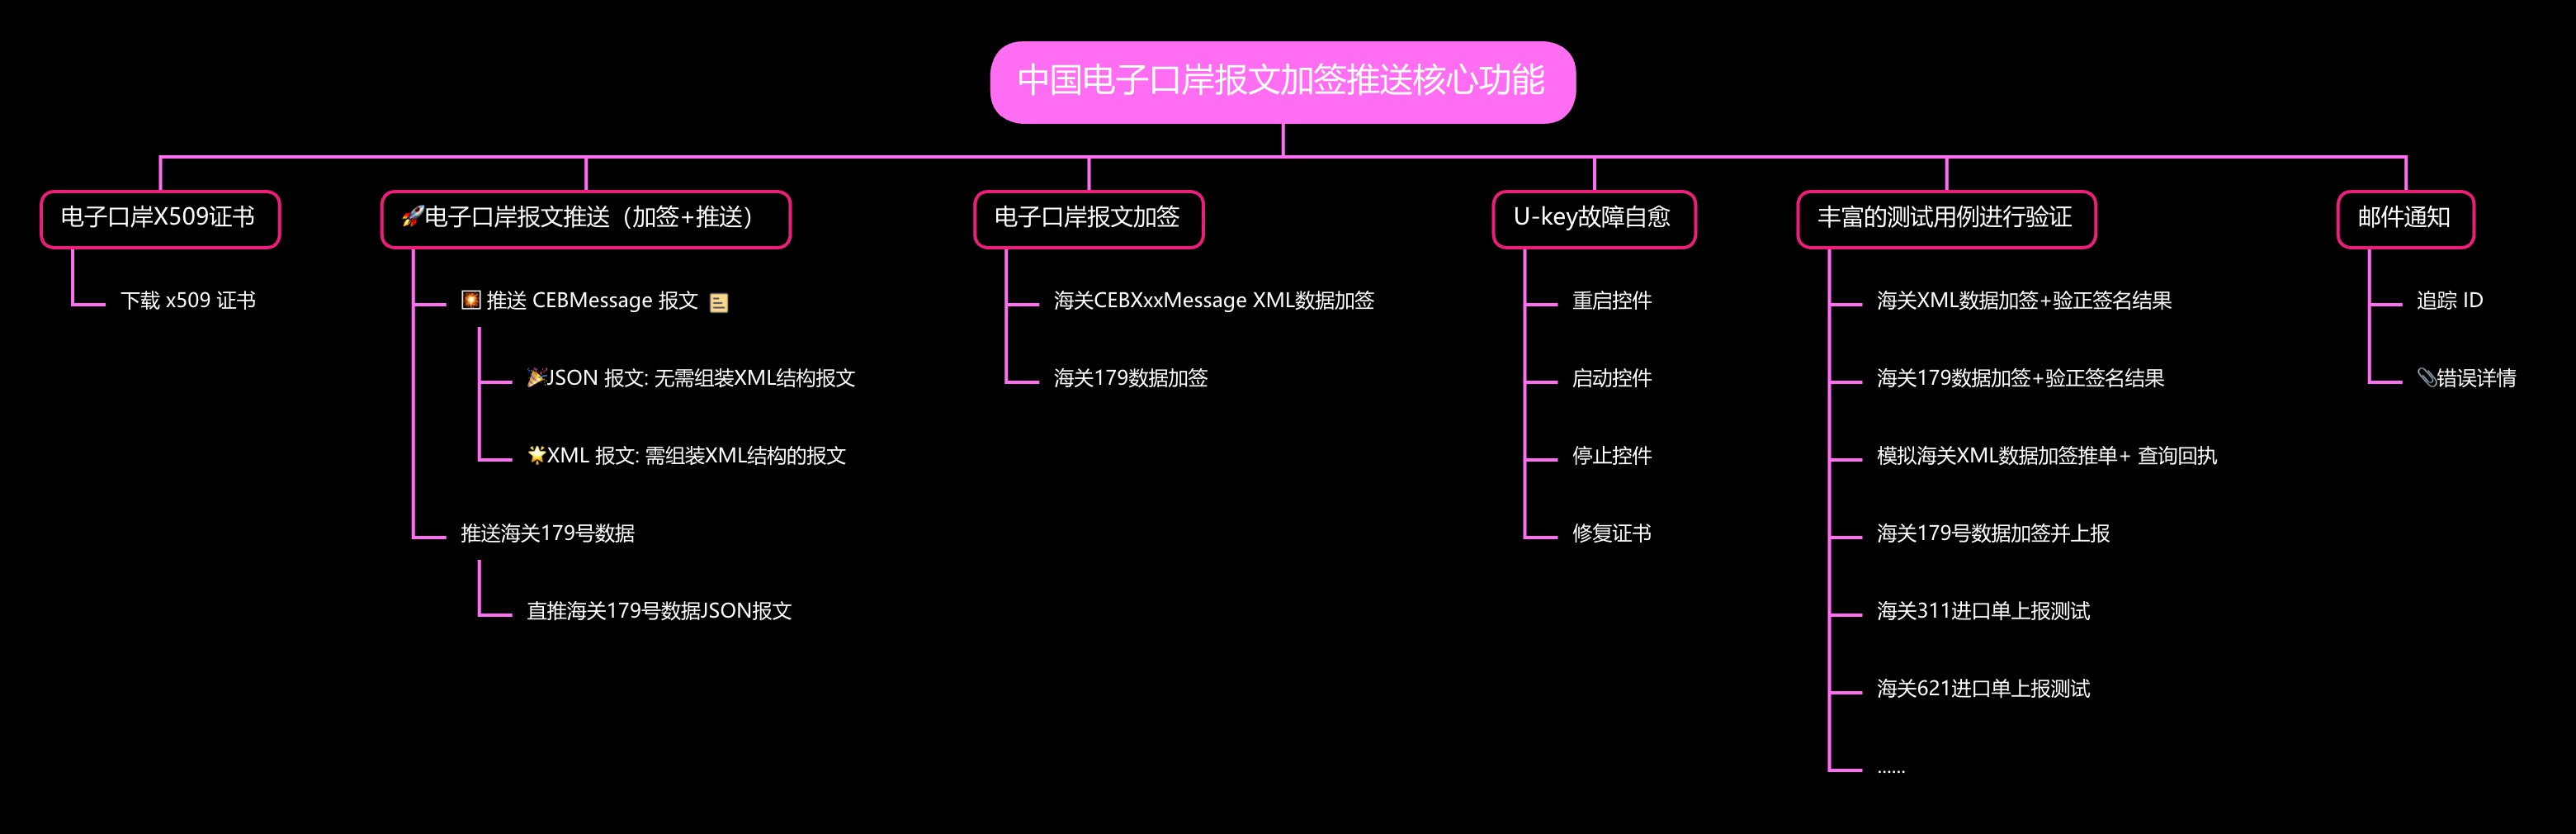 中国电子口岸报文加签推送核心功能
电子口岸X509证书
下载 x509 证书
🚀电子口岸报文推送（加签+推送）
💥 推送 CEBMessage 报文
🎉JSON 报文: 无需组装XML结构报文
🌟XML 报文: 需组装XML结构的报文
推送海关179号数据
直推海关179号数据JSON报文
电子口岸报文加签
海关CEBXxxMessage XML数据加签
海关179数据加签
U-key故障自愈
重启控件
启动控件
停止控件
修复证书
丰富的测试用例进行验证
海关XML数据加签+验正签名结果
海关179数据加签+验正签名结果
模拟海关XML数据加签推单+ 查询回执
海关179号数据加签并上报
海关311进口单上报测试
海关621进口单上报测试
......
邮件通知
追踪 ID
📎错误详情